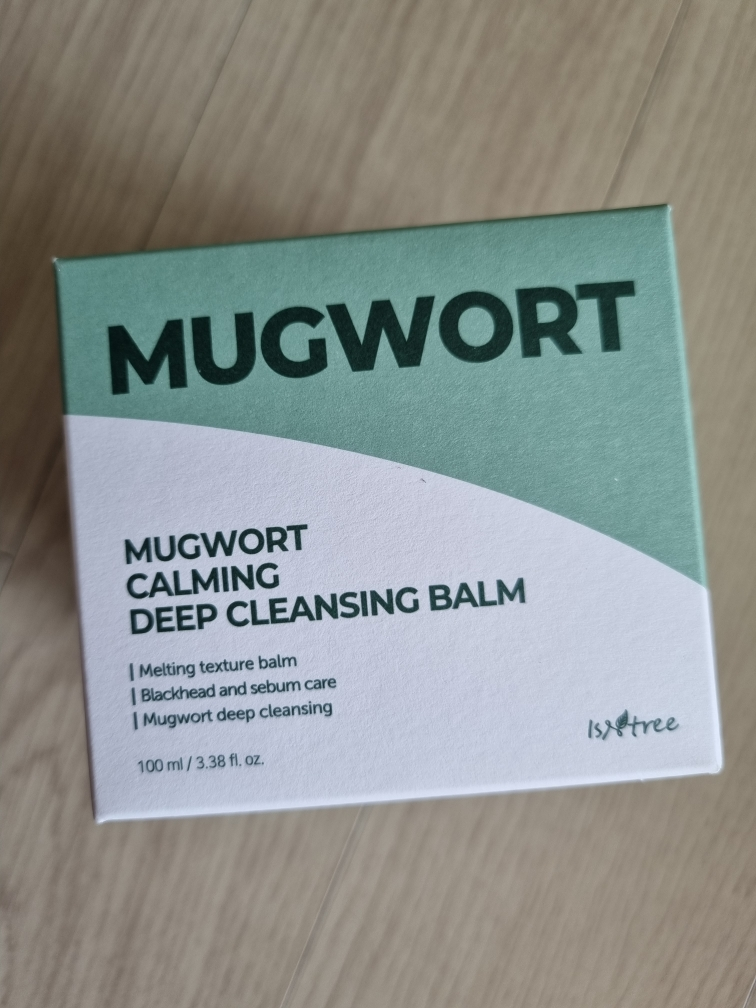 MUGWORT
MUGWORT
CALMING
DEEP CLEANSING BALM
| Melting texture balm
| Blackhead and sebum care
| Mugwort deep cleansing
100 ml / 3.38 fl. oz.
IsNtree